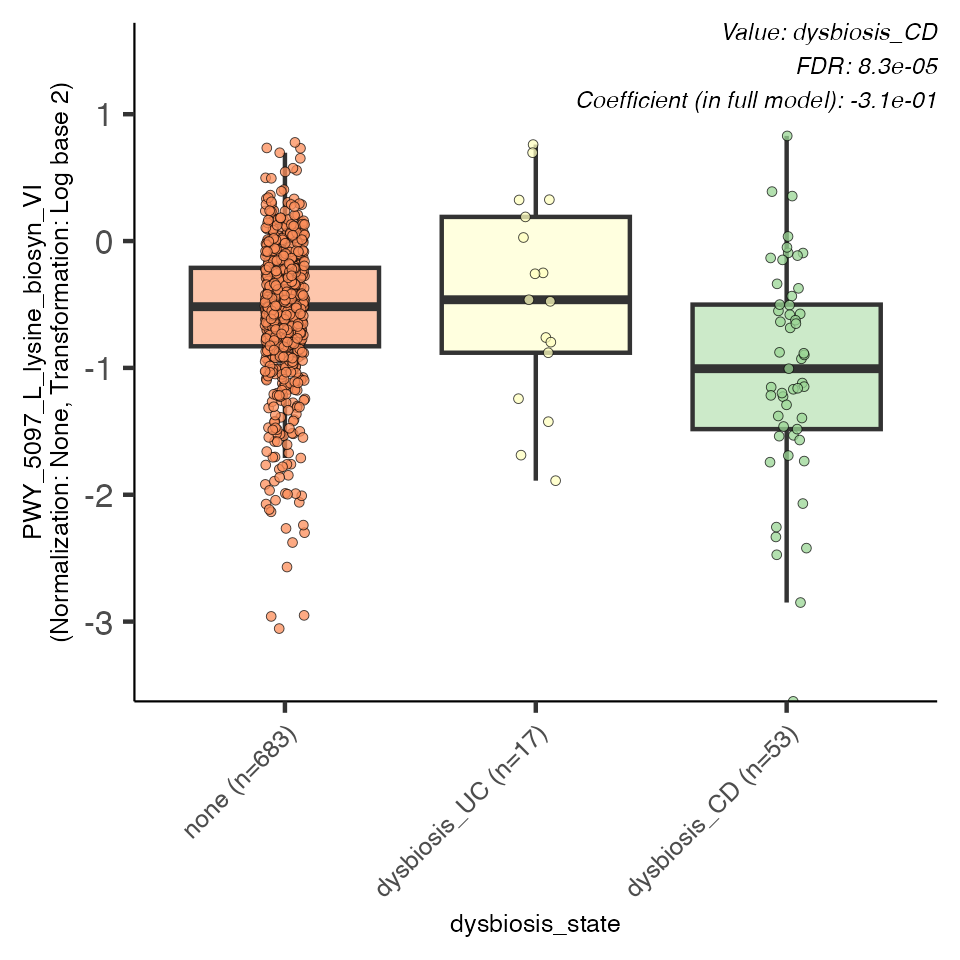 Value: dysbiosis_CD
FDR: 8.3e-05
Coefficient (in full model): -3.1e-01
PWY_5097_L_lysine_biosyn_VI
(Normalization: None, Transformation: Log base 2)
1
0
-1
-2
-3
none (n=683)
dysbiosis_UC (n=17)
dysbiosis_CD (n=53)
dysbiosis_state